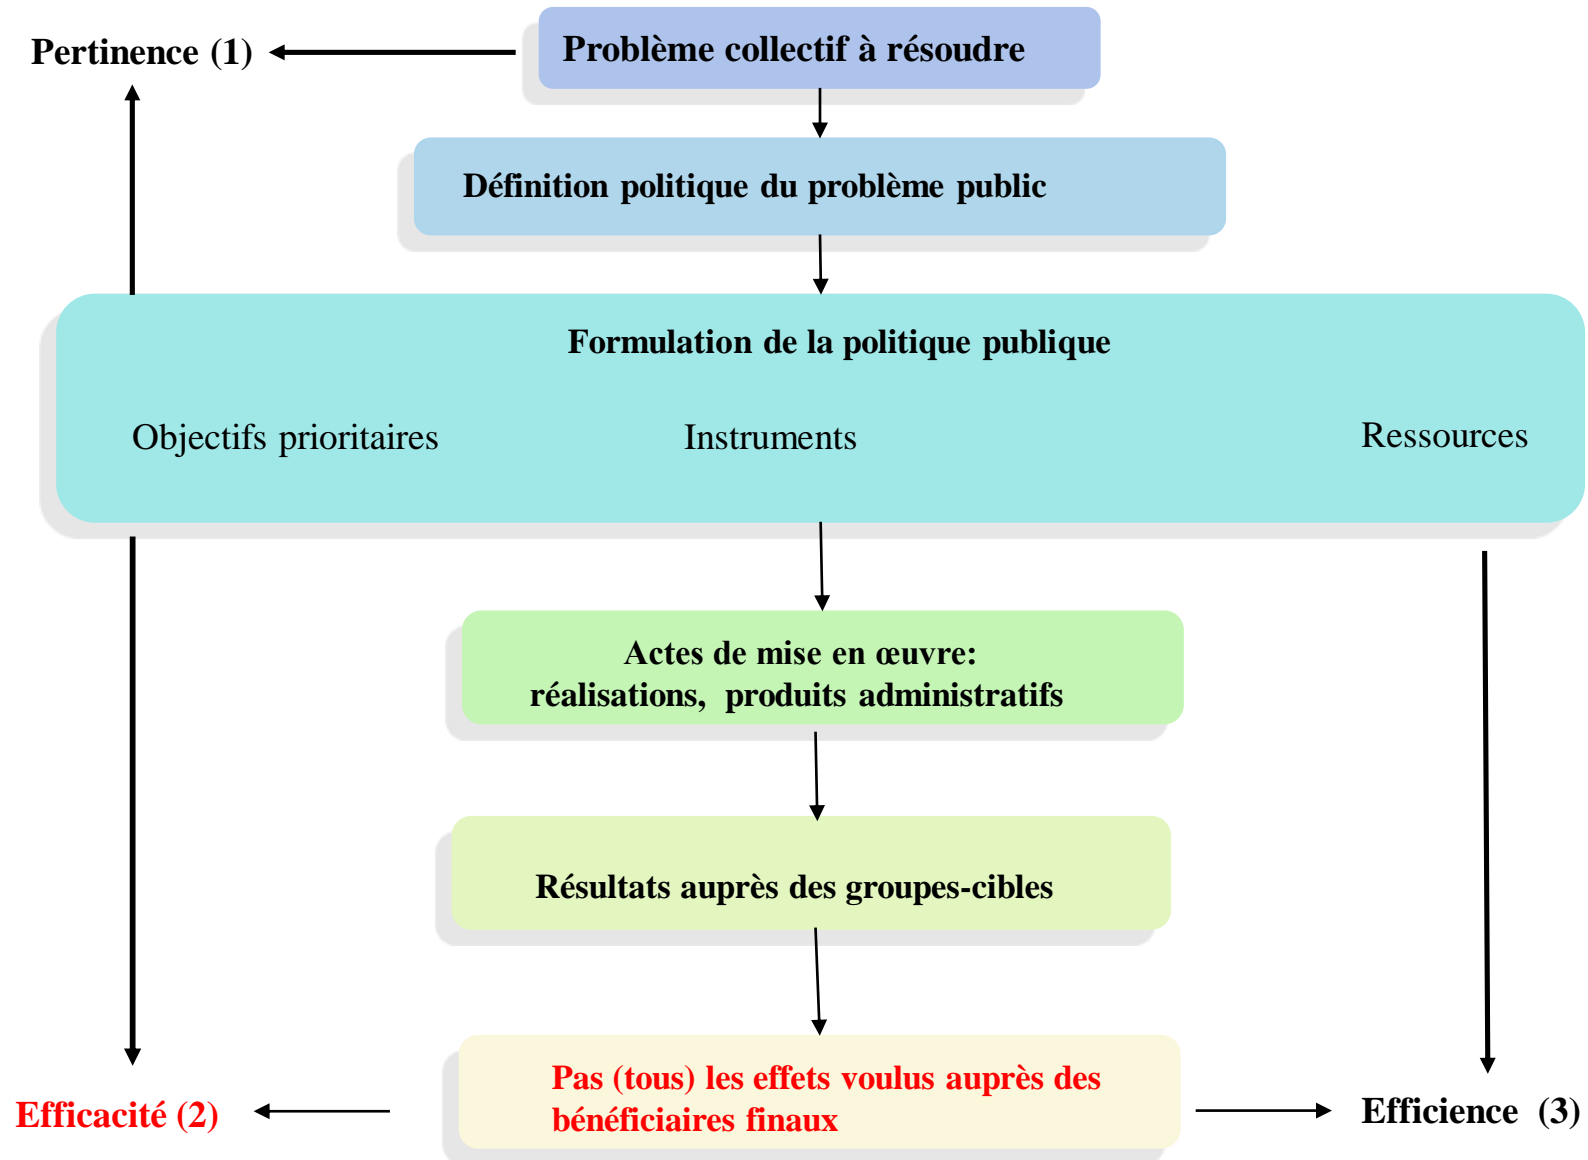 Pertinence (1)
Problème collectif à résoudre
Définition politique du problème public
Formulation de la politique publique
Objectifs prioritaires
Instruments
Ressources
Actes de mise en œuvre:
réalisations, produits administratifs
Résultats auprès des groupes-cibles
Pas (tous) les effets voulus auprès des
bénéficiaires finaux
Efficacité (2)
Efficience (3)